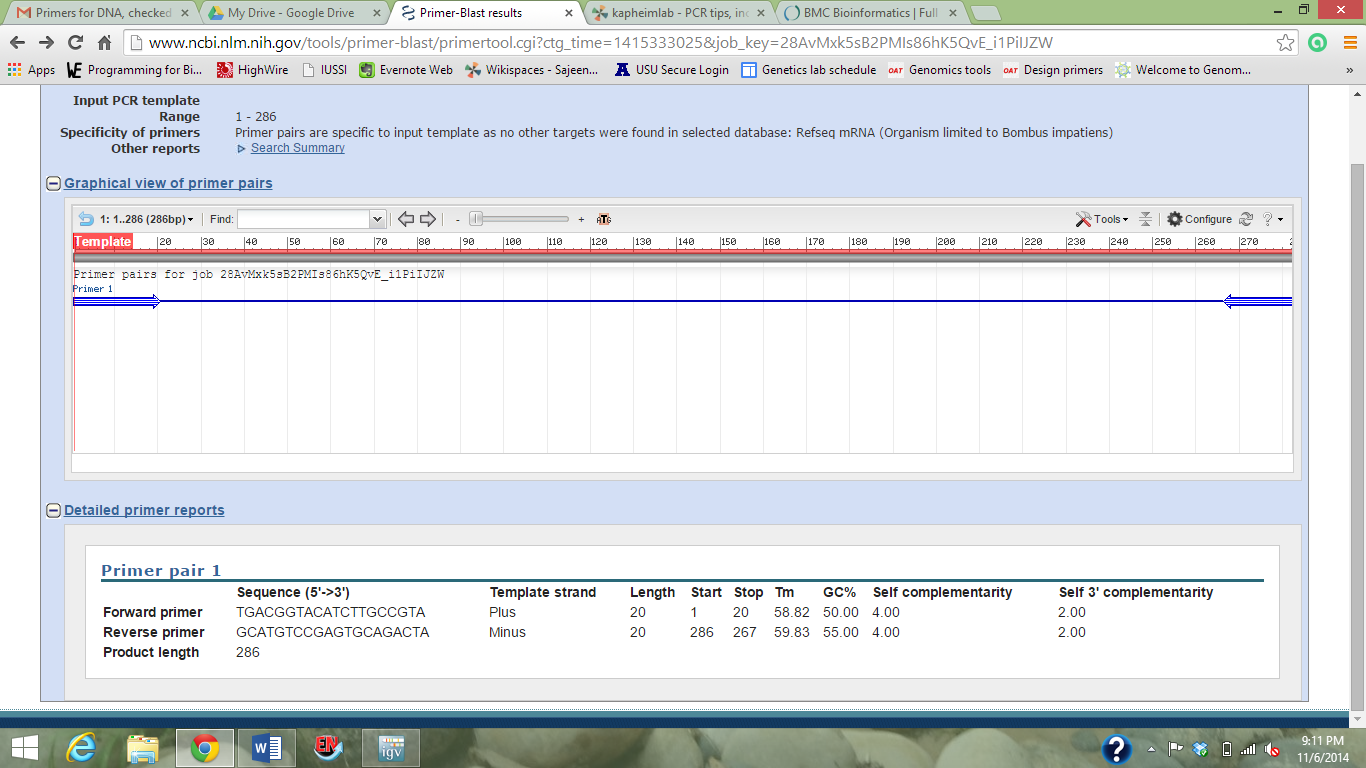 Primers for DNA, checked
My Drive - Google Drive
Primer-Blast results
kapheimlab - PCR tips, inc
BMC Bioinformatics | Full
www.ncbi.nlm.nih.gov/tools/primer-blast/primertool.cgi?ctg_time=1415333025&job_key=28AvMxk5sB2PMIs86hK5QvE_i1PiIJZW
Apps Programming for Bi... HighWire IUSSI Evernote Web Wikispaces - Sajeen... USU Secure Login Genetics lab schedule OAT Genomics tools OAT Design primers Welcome to Genom... »
Input PCR template
Range 1 - 286
Specificity of primers Primer pairs are specific to input template as no other targets were found in selected database: Refseq mRNA (Organism limited to Bombus impatiens)
Other reports Search Summary
Graphical view of primer pairs
1: 1..286 (286bp) Find: - + ATG Tools Configure ?
Template 20 30 40 50 60 70 80 90 100 110 120 130 140 150 160 170 180 190 200 210 220 230 240 250 260 270
Primer pairs for job 28AvMxk5sB2PMIs86hK5QvE_i1PiIJZW
Primer 1
Detailed primer reports
Primer pair 1
Sequence (5'->3') Template strand Length Start Stop Tm GC% Self complementarity Self 3' complementarity
Forward primer TGACGGTACATCTTGCCGTA Plus 20 1 20 58.82 50.00 4.00 2.00
Reverse primer GCATGTCCGAGTGCAGACTA Minus 20 286 267 59.83 55.00 4.00 2.00
Product length 286
EN igv ? 9:11 PM
11/6/2014